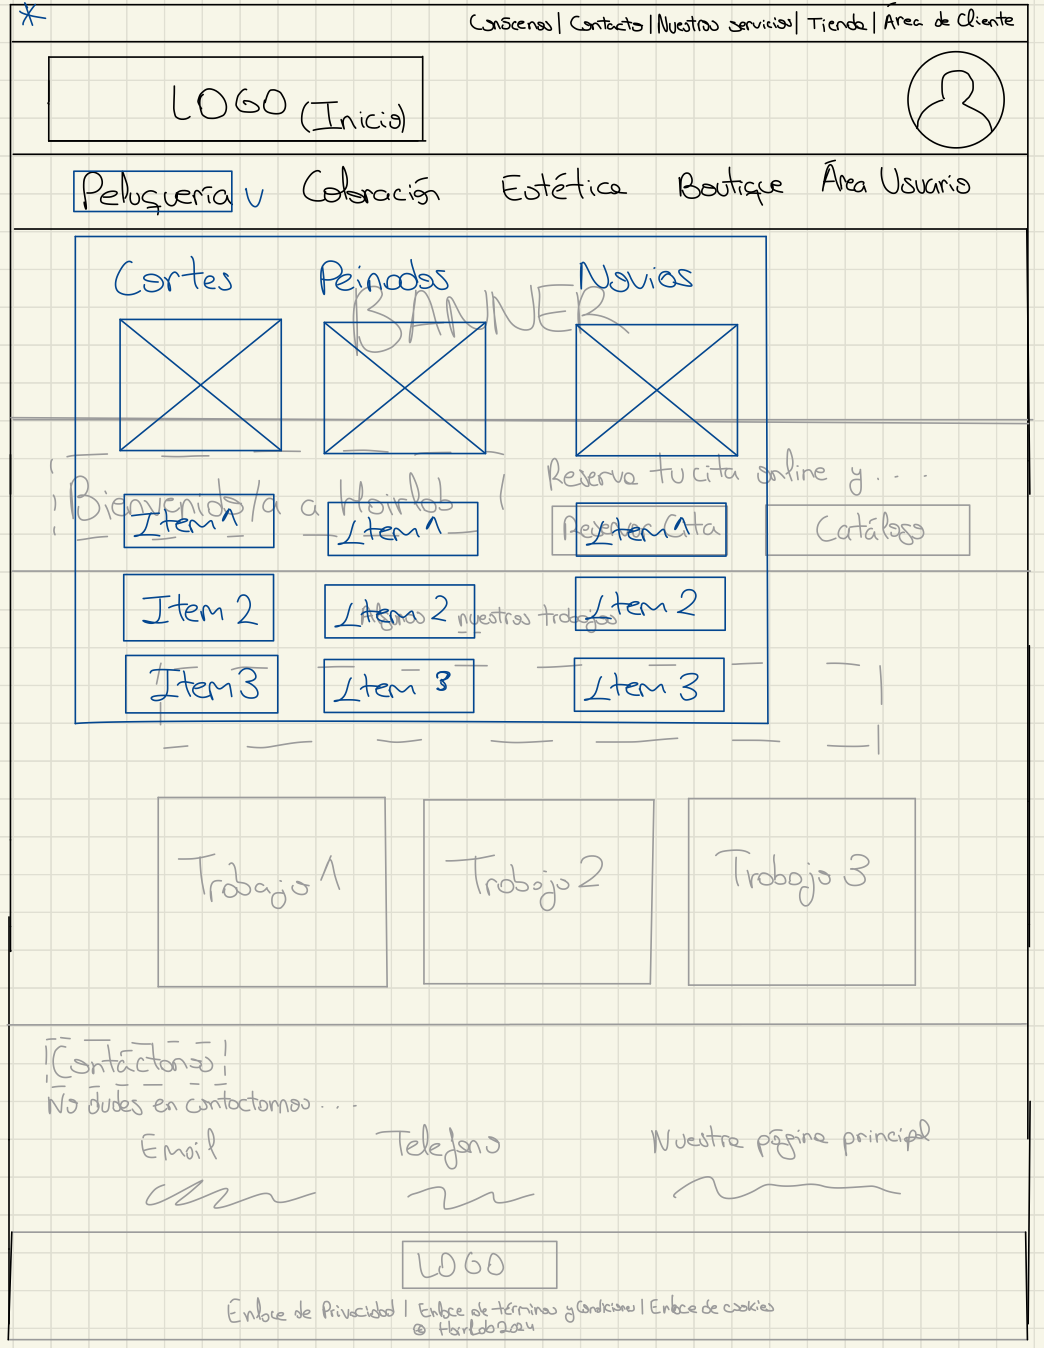 Conócenos | Contacto | Nuestros servicios | Tienda | Área de Cliente
LOGO (Inicio)
Peluquería v Coloración Estética Boutique Área Usuario
Cortes Peinados Novias
BANNER
Bienvenido/a a Hairlab
Reserva tu cita online y ...
Reservar Cita Catálogo
Item 1 Item 1 Item 1
Item 2 Item 2 Item 2
nuestros trabajos
Item 3 Item 3 Item 3
Trabajo 1 Trabajo 2 Trabajo 3
Contáctanos
No dudes en contactarnos ...
Email Teléfono Nuestra página principal
LOGO
Enlace de Privacidad | Enlace de términos y Condiciones | Enlace de cookies
© HairLab 2024